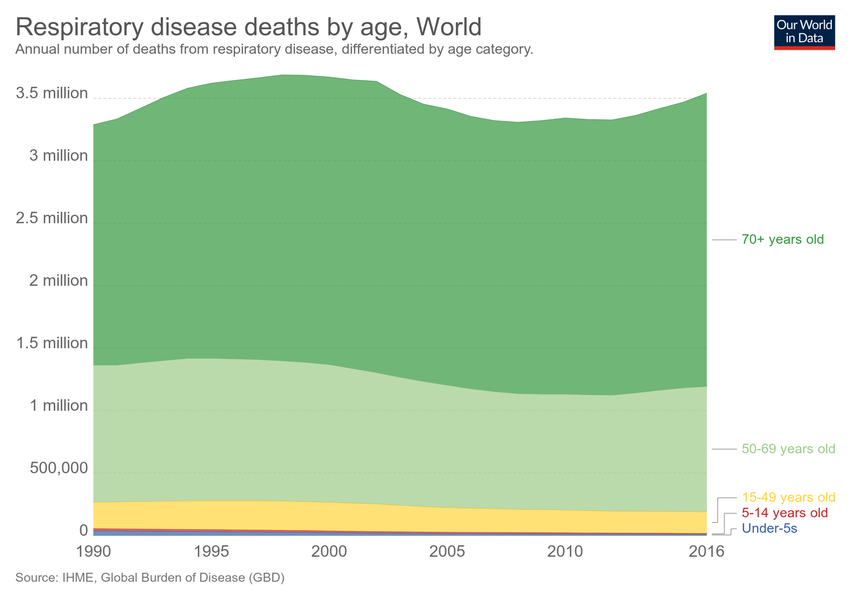 Respiratory disease deaths by age, World
Annual number of deaths from respiratory disease, differentiated by age category.
Our World
in Data
3.5 million
3 million
2.5 million
2 million
1.5 million
1 million
500,000
0
70+ years old
50-69 years old
15-49 years old
5-14 years old
Under-5s
1990
1995
2000
2005
2010
2016
Source: IHME, Global Burden of Disease (GBD)